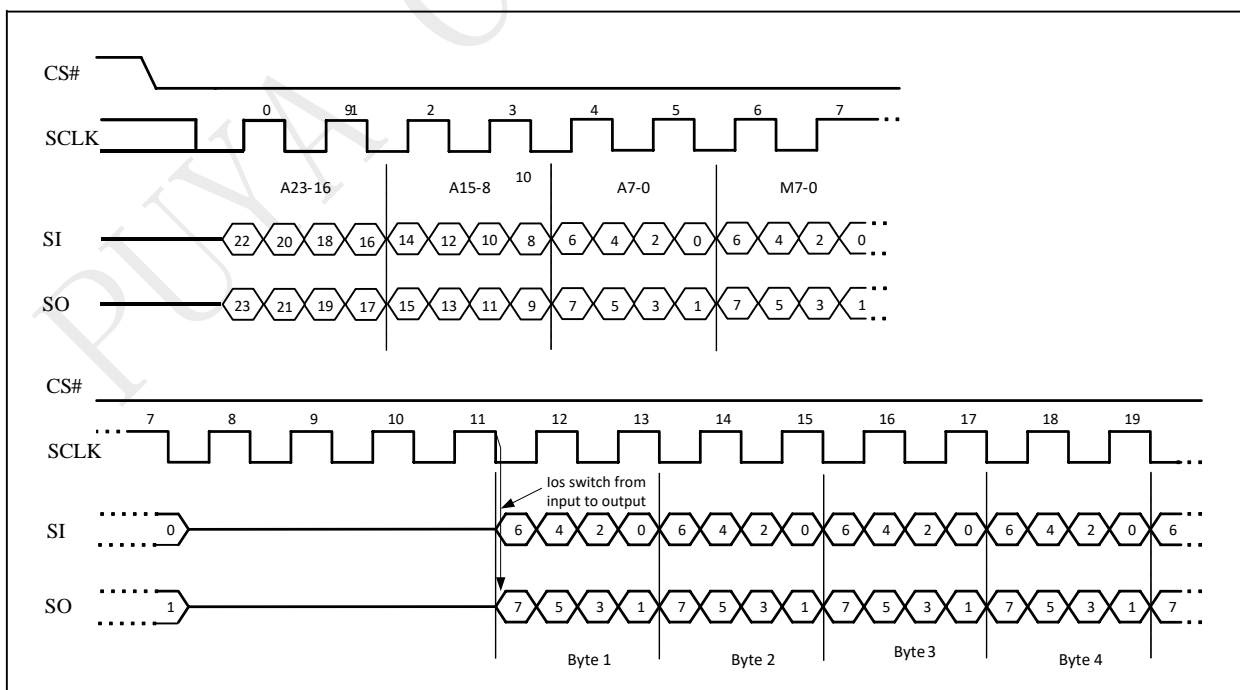 PUYA
CS#
0 91 2 3 4 5 6 7
SCLK
A23-16 A15-8 10 A7-0 M7-0
SI 22 20 18 16 14 12 10 8 6 4 2 0 6 4 2 0
SO 23 21 19 17 15 13 11 9 7 5 3 1 7 5 3 1
CS#
7 8 9 10 11 12 13 14 15 16 17 18 19
SCLK
Ios switch from
input to output
SI 0 6 4 2 0 6 4 2 0 6 4 2 0 6 4 2 0 6
SO 1 7 5 3 1 7 5 3 1 7 5 3 1 7 5 3 1 7
Byte 1 Byte 2 Byte 3 Byte 4